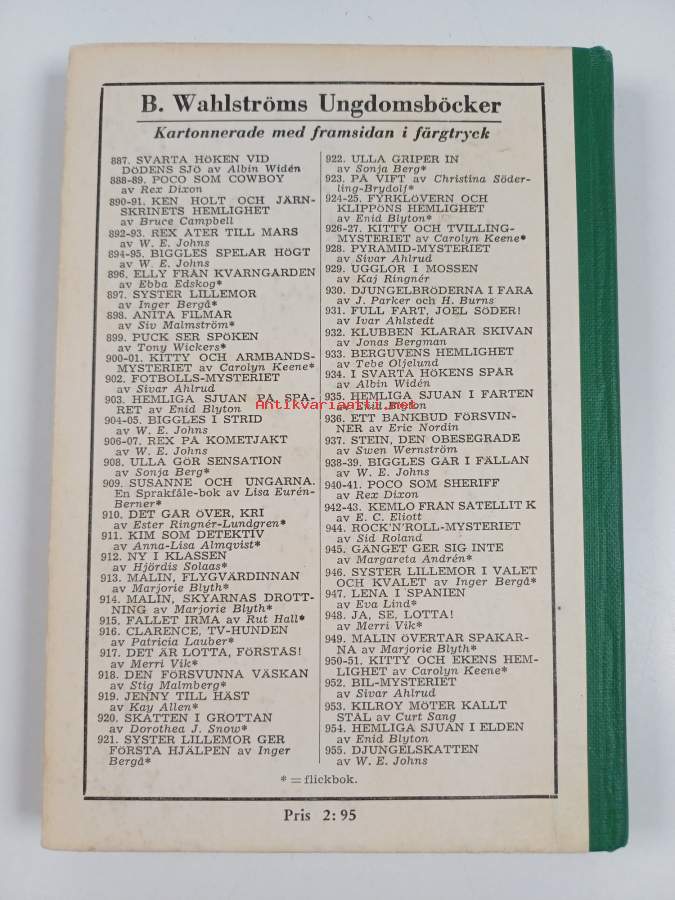 B. Wahlströms Ungdomsböcker
Kartonnerade med framsidan i färgtryck
887. SVARTA HÖKEN VID
DÖDENS SJÖ av Albin Widén
888-89. POCO SOM COWBOY
av Rex Dixon
890-91. KEN HOLT OCH JÄRN-
SKRINETS HEMLIGHET
av Bruce Campbell
892-93. REX ÅTER TILL MARS
av W. E. Johns
894-95. BIGGLES SPELAR HÖGT
av W. E. Johns
896. ELLY FRÅN KVARNGÅRDEN
av Ebba Edskog*
897. SYSTER LILLEMOR
av Inger Bergå*
898. ANITA FILMAR
av Siv Malmström*
899. PUCK SER SPÖKEN
av Tony Wickers*
900-01. KITTY OCH ARMBANDS-
MYSTERIET av Carolyn Keene*
902. FOTBOLLS-MYSTERIET
av Sivar Ahlrud
903. HEMLIGA SJUAN PÅ SPÅ-
RET av Enid Blyton
904-05. BIGGLES I STRID
av W. E. Johns
906-07. REX PÅ KOMETJAKT
av W. E. Johns
908. ULLA GÖR SENSATION
av Sonja Berg*
909. SUSANNE OCH UNGARNA.
En Språkfåle-bok av Lisa Eurén-
Berner*
910. DET GÅR ÖVER, KRI
av Ester Ringnér-Lundgren*
911. KIM SOM DETEKTIV
av Anna-Lisa Almqvist*
912. NY I KLASSEN
av Hjördis Solaas*
913. MALIN, FLYGVÄRDINNAN
av Marjorie Blyth*
914. MALIN, SKYARNAS DROTT-
NING av Marjorie Blyth*
915. FALLET IRMA av Rut Hall*
916. CLARENCE, TV-HUNDEN
av Patricia Lauber*
917. DET ÄR LOTTA, FÖRSTÅS!
av Merri Vik*
918. DEN FÖRSVUNNA VÄSKAN
av Stig Malmberg*
919. JENNY TILL HÄST
av Kay Allen*
920. SKATTEN I GROTTAN
av Dorothea J. Snow*
921. SYSTER LILLEMOR GER
FÖRSTA HJÄLPEN av Inger
Bergå*
922. ULLA GRIPER IN
av Sonja Berg*
923. PÅ VIFT av Christina Söder-
ling-Brydolf*
924-25. FYRKLÖVERN OCH
KLIPPÖNS HEMLIGHET
av Enid Blyton*
926-27. KITTY OCH TVILLING-
MYSTERIET av Carolyn Keene*
928. PYRAMID-MYSTERIET
av Sivar Ahlrud
929. UGGLOR I MOSSEN
av Kaj Ringnér
930. DJUNGELBRÖDERNA I FARA
av J. Parker och H. Burns
931. FULL FART, JOEL SÖDER!
av Ivar Ahlstedt
932. KLUBBEN KLARAR SKIVAN
av Jonas Bergman
933. BERGUVENS HEMLIGHET
av Tebe Oljelund
934. I SVARTA HÖKENS SPÅR
av Albin Widén
935. HEMLIGA SJUAN I FARTEN
av Enid Blyton
936. ETT BANKBUD FÖRSVIN-
NER av Eric Nordin
937. STEIN, DEN OBESEGRADE
av Swen Wernström
938-39. BIGGLES GÅR I FÄLLAN
av W. E. Johns
940-41. POCO SOM SHERIFF
av Rex Dixon
942-43. KEMLO FRÅN SATELLIT K
av E. C. Eliott
944. ROCK'N'ROLL-MYSTERIET
av Sid Roland
945. GÄNGET GER SIG INTE
av Margareta Andrén*
946. SYSTER LILLEMOR I VALET
OCH KVALET av Inger Bergå*
947. LENA I SPANIEN
av Eva Lind*
948. JA, SE, LOTTA!
av Merri Vik*
949. MALIN ÖVERTAR SPAKAR-
NA av Marjorie Blyth*
950-51. KITTY OCH EKENS HEM-
LIGHET av Carolyn Keene*
952. BIL-MYSTERIET
av Sivar Ahlrud
953. KILROY MÖTER KALLT
STÅL av Curt Sang
954. HEMLIGA SJUAN I ELDEN
av Enid Blyton
955. DJUNGELSKATTEN
av W. E. Johns
* = flickbok.
Pris 2: 95
Antikvariaatti.net